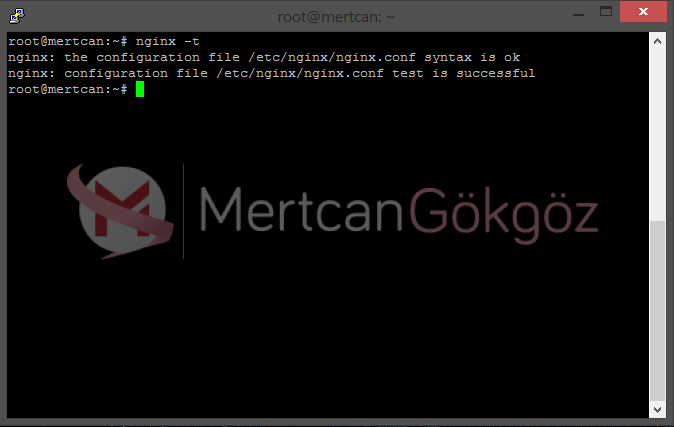 root@mertcan: ~
root@mertcan:~# nginx -t
nginx: the configuration file /etc/nginx/nginx.conf syntax is ok
nginx: configuration file /etc/nginx/nginx.conf test is successful
root@mertcan:~#
M MertcanGökgöz